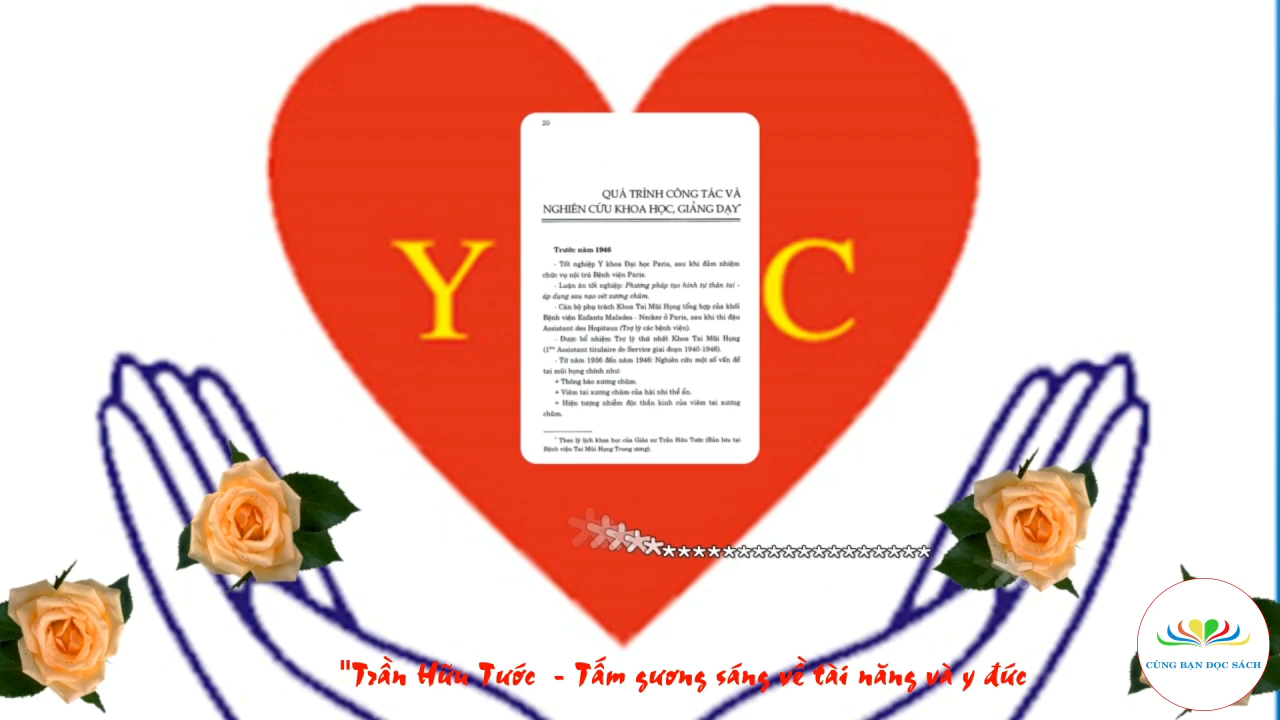 20
QUÁ TRÌNH CÔNG TÁC VÀ
NGHIÊN CỨU KHOA HỌC, GIẢNG DẠY*
Y C
Trước năm 1946
- Tốt nghiệp Y khoa Đại học Paris, sau khi đảm nhiệm
chức vụ nội trú Bệnh viện Paris.
- Luận án tốt nghiệp: Phương pháp tạo hình tự thân tai -
áp dụng sau nạo vét xương chũm.
- Cán bộ phụ trách Khoa Tai Mũi Họng tổng hợp của khối
Bệnh viện Enfants Malades - Necker ở Paris, sau khi thi đậu
Assistant des Hopitaux (Trợ lý các bệnh viện).
- Được bổ nhiệm Trợ lý thứ nhất Khoa Tai Mũi Họng
(1ère Assistant titulaire de Service giai đoạn 1940-1946).
- Từ năm 1936 đến năm 1946: Nghiên cứu một số vấn đề
tai mũi họng chính như:
+ Thông bào xương chũm.
+ Viêm tai xương chũm của hài nhi thể ẩn.
+ Hiện tượng nhiễm độc thần kinh của viêm tai xương
chũm.
* Theo lý lịch khoa học của Giáo sư Trần Hữu Tước (Bản lưu tại
Bệnh viện Tai Mũi Họng Trung ương).
"Trần Hữu Tước - Tấm gương sáng về tài năng và y đức
CÙNG BẠN ĐỌC SÁCH